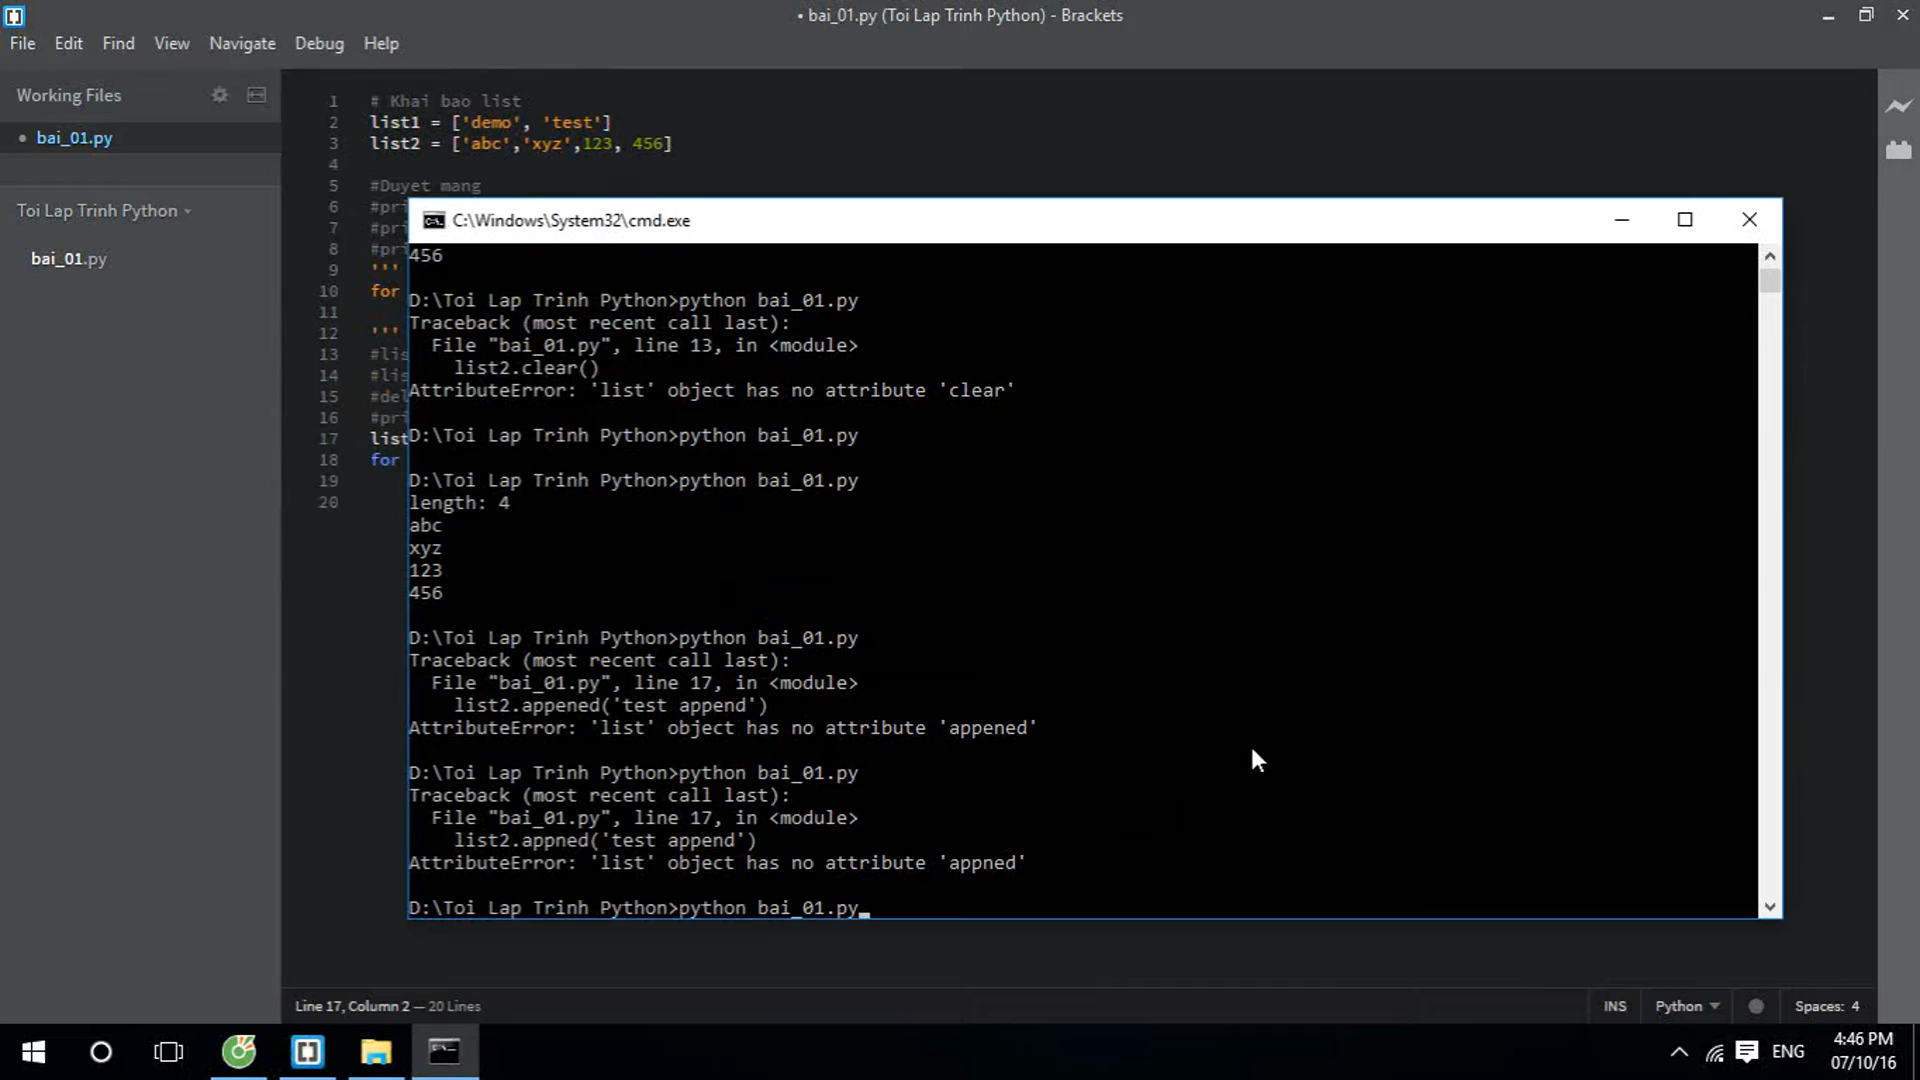 • bai_01.py (Toi Lap Trinh Python) - Brackets
File Edit Find View Navigate Debug Help
Working Files
• bai_01.py
Toi Lap Trinh Python
bai_01.py
1 # Khai bao list
2 list1 = ['demo', 'test']
3 list2 = ['abc','xyz',123, 456]
4
5 #Duyet mang
6 #pri
7 #pri
8 #pri
9 '''
10 for
11
12 '''
13 #lis
14 #lis
15 #del
16 #pri
17 list
18 for
19
20
C:\Windows\System32\cmd.exe
456
D:\Toi Lap Trinh Python>python bai_01.py
Traceback (most recent call last):
File "bai_01.py", line 13, in <module>
list2.clear()
AttributeError: 'list' object has no attribute 'clear'
D:\Toi Lap Trinh Python>python bai_01.py
D:\Toi Lap Trinh Python>python bai_01.py
length: 4
abc
xyz
123
456
D:\Toi Lap Trinh Python>python bai_01.py
Traceback (most recent call last):
File "bai_01.py", line 17, in <module>
list2.appened('test append')
AttributeError: 'list' object has no attribute 'appened'
D:\Toi Lap Trinh Python>python bai_01.py
Traceback (most recent call last):
File "bai_01.py", line 17, in <module>
list2.appned('test append')
AttributeError: 'list' object has no attribute 'appned'
D:\Toi Lap Trinh Python>python bai_01.py_
Line 17, Column 2 — 20 Lines
INS Python Spaces: 4
ENG
4:46 PM
07/10/16